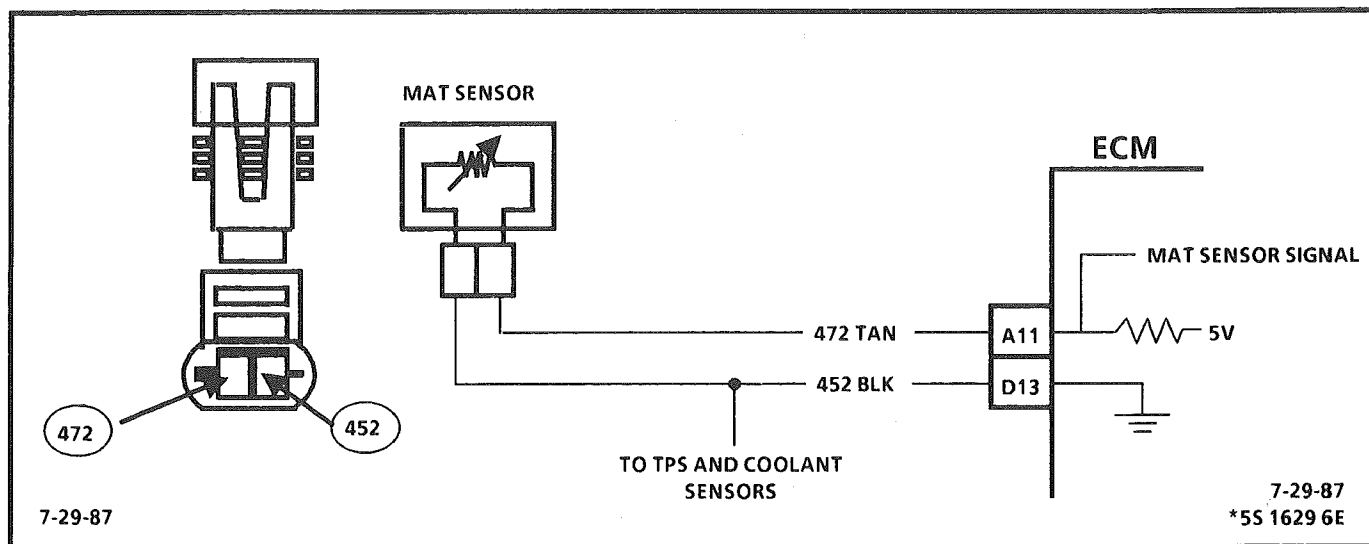 MAT SENSOR
ECM
MAT SENSOR SIGNAL
472 TAN
A11
5V
452 BLK
D13
472
452
TO TPS AND COOLANT
SENSORS
7-29-87
7-29-87
*5S 1629 6E